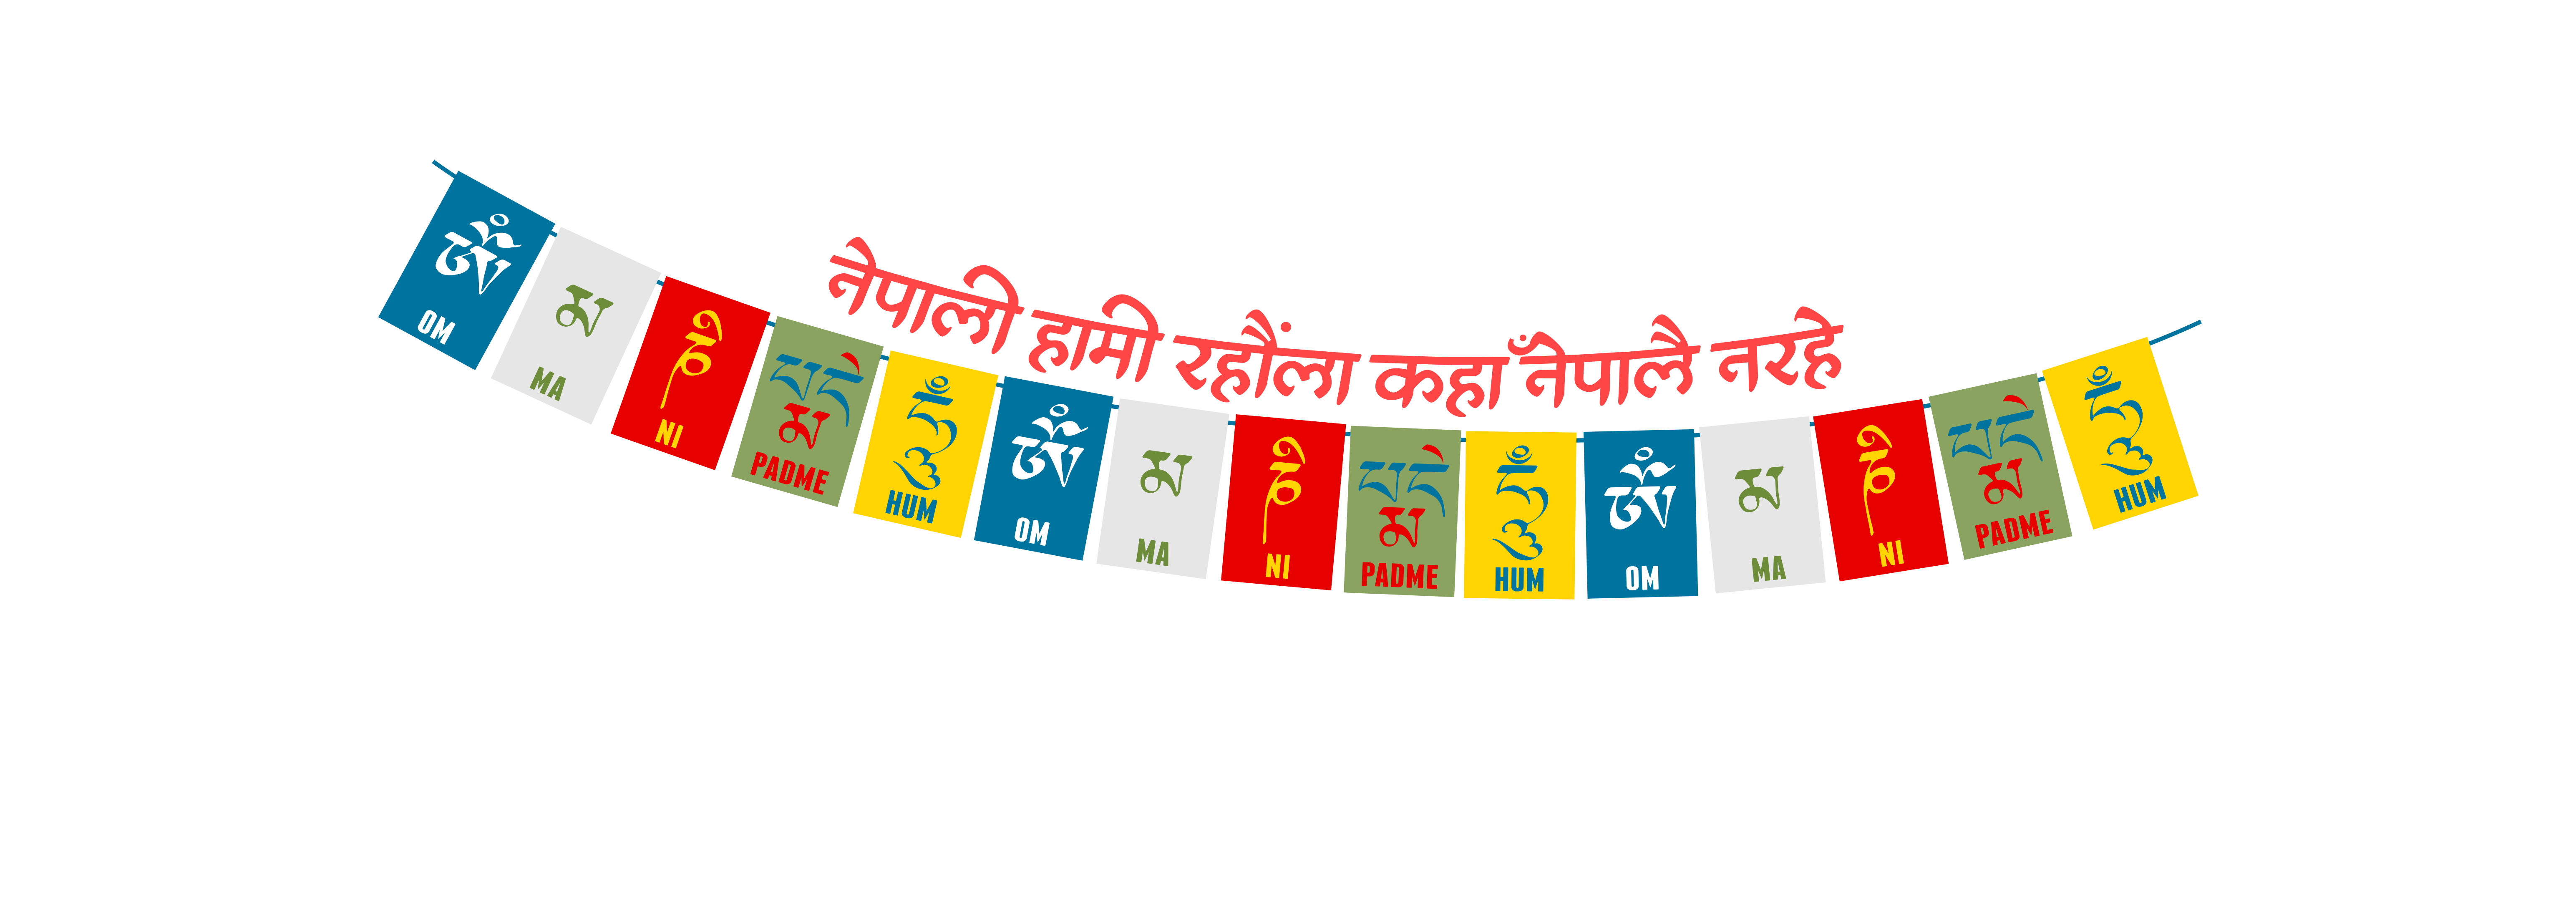 नेपाली हामी रहौंला कहाँ नेपालै नरहे
ༀ མ ཎི པདྨེ ཧཱུྃ ༀ མ ཎི པདྨེ ཧཱུྃ ༀ མ ཎི པདྨེ ཧཱུྃ
OM MA NI PADME HUM OM MA NI PADME HUM OM MA NI PADME HUM